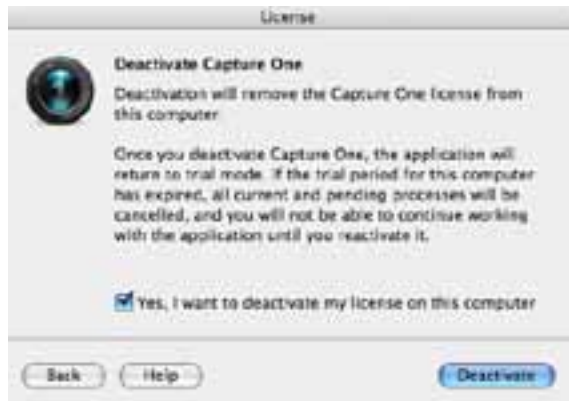 License
Deactivate Capture One
Deactivation will remove the Capture One license from
this computer
Once you deactivate Capture One, the application will
return to trial mode. If the trial period for this computer
has expired, all current and pending processes will be
cancelled, and you will not be able to continue working
with the application until you reactivate it.
Yes, I want to deactivate my license on this computer
Back
Help
Deactivate